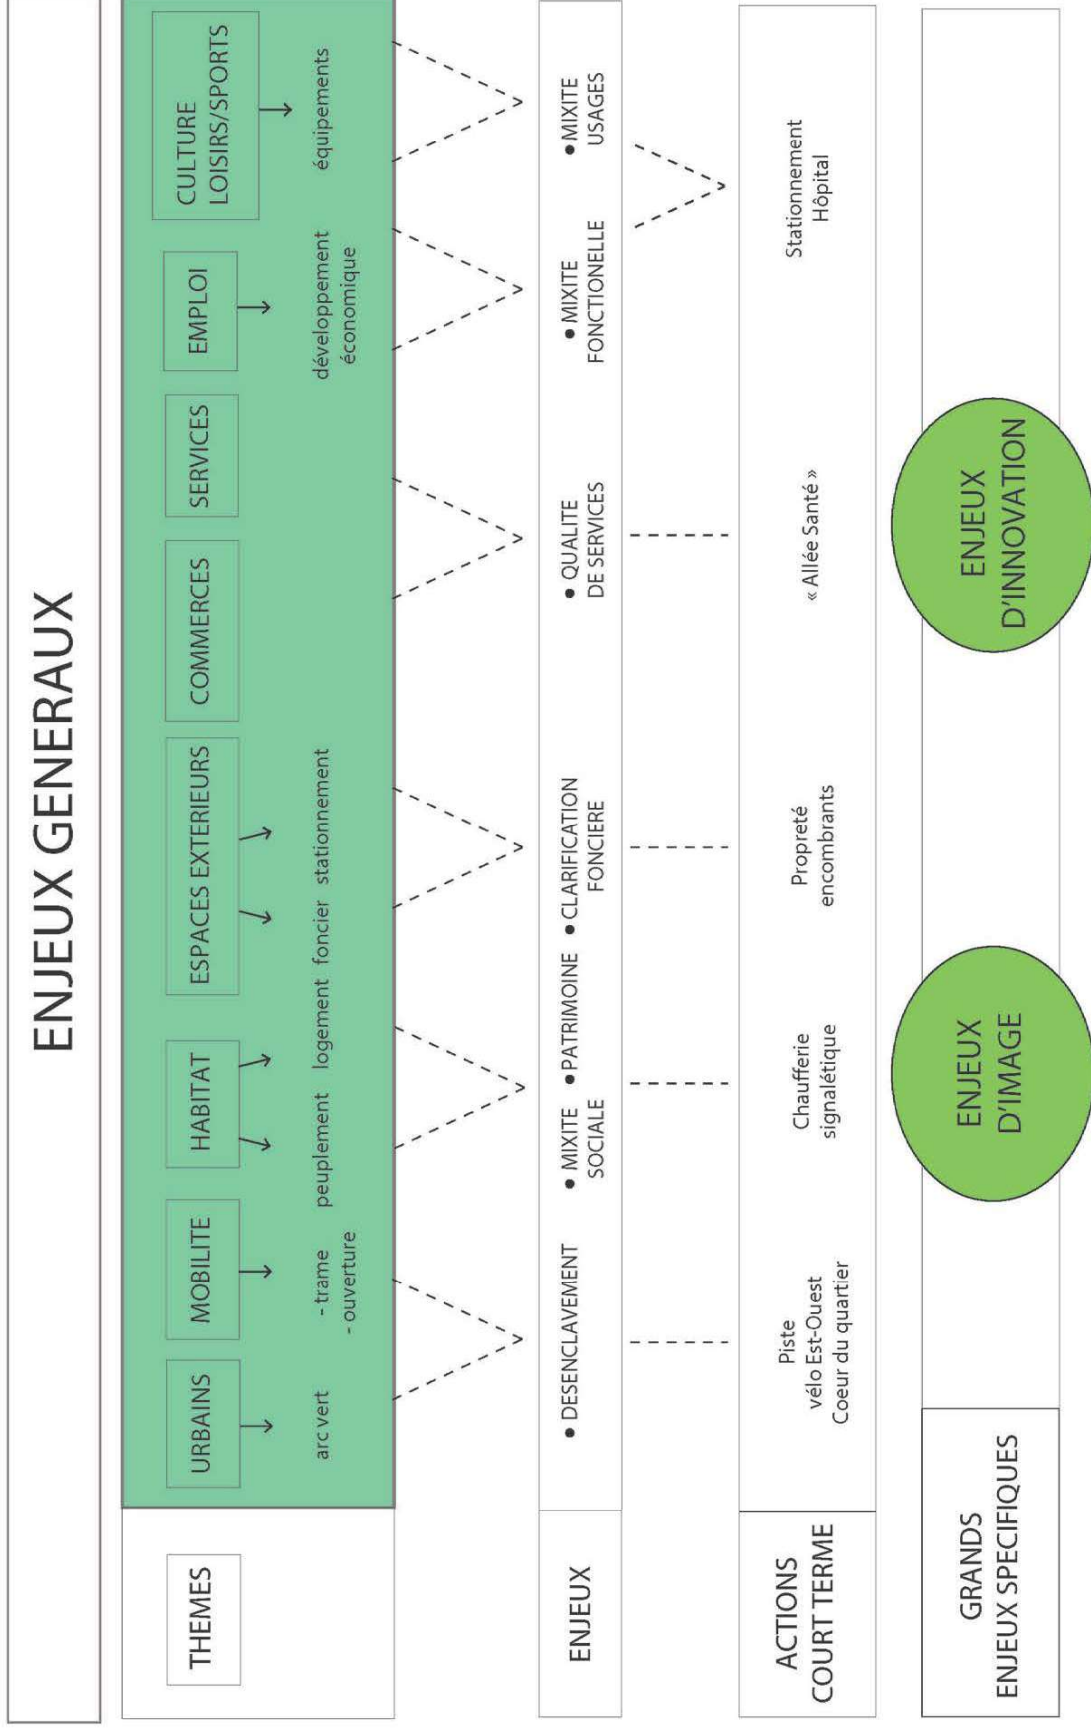 ENJEUX GENERAUX
THEMES
URBAINS
MOBILITE
HABITAT
ESPACES EXTERIEURS
COMMERCES
SERVICES
EMPLOI
CULTURE
LOISIRS/SPORTS
arc vert
- trame
- ouverture
peuplement
logement
foncier
stationnement
développement
économique
équipements
ENJEUX
● DESENCLAVEMENT
● MIXITE
SOCIALE
● PATRIMOINE
● CLARIFICATION
FONCIERE
● QUALITE
DE SERVICES
● MIXITE
FONCTIONELLE
● MIXITE
USAGES
ACTIONS
COURT TERME
Piste
vélo Est-Ouest
Coeur du quartier
Chaufferie
signalétique
Propreté
encombrants
« Allée Santé »
Stationnement
Hôpital
GRANDS
ENJEUX SPECIFIQUES
ENJEUX
D'IMAGE
ENJEUX
D'INNOVATION